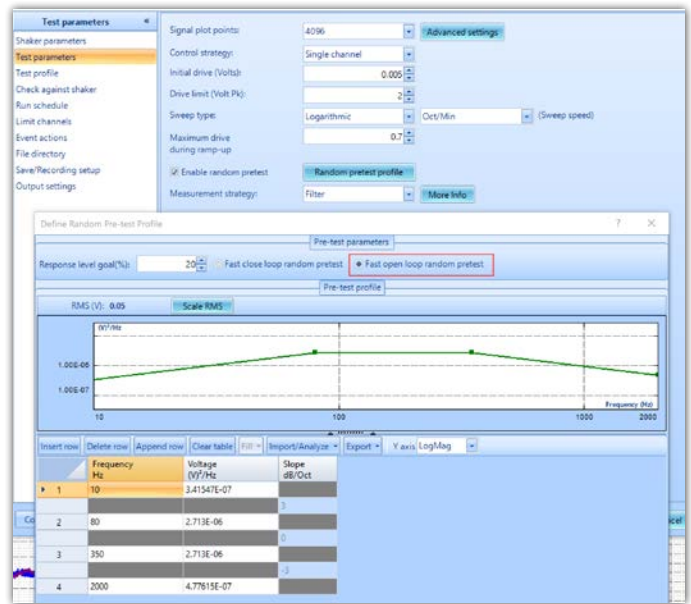 Test parameters «
Shaker parameters
Test parameters
Test profile
Check against shaker
Run schedule
Limit channels
Event actions
File directory
Save/Recording setup
Output settings
Signal plot points: 4096 Advanced settings
Control strategy: Single channel
Initial drive (Volts): 0.005
Drive limit (Volt Pk): 2
Sweep type: Logarithmic Oct/Min (Sweep speed)
Maximum drive 0.7
during ramp-up
Enable random pretest Random pretest profile
Measurement strategy: Filter More Info
Define Random Pre-test Profile ? ×
Pre-test parameters
Response level goal(%): 20 Fast close loop random pretest Fast open loop random pretest
Pre-test profile
RMS (V): 0.05 Scale RMS
(V)²/Hz
1.00E-06
1.00E-07
Frequency (Hz)
10 100 1000 2000
Insert row Delete row Append row Clear table Fill Import/Analyze Export Y axis LogMag
Frequency Voltage Slope
Hz (V)²/Hz dB/Oct
1 10 3.41547E-07
3
2 80 2.713E-06
0
3 350 2.713E-06
-3
4 2000 4.77615E-07